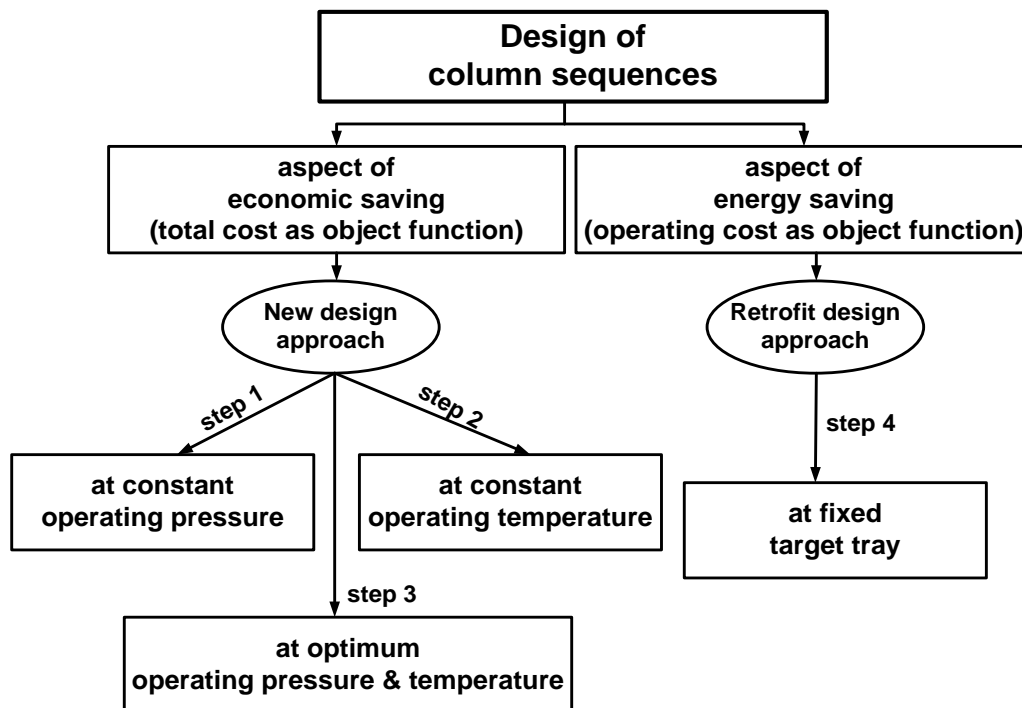 Design of
column sequences
aspect of
economic saving
(total cost as object function)
aspect of
energy saving
(operating cost as object function)
New design
approach
Retrofit design
approach
step 1
step 2
step 4
at constant
operating pressure
at constant
operating temperature
at fixed
target tray
step 3
at optimum
operating pressure & temperature